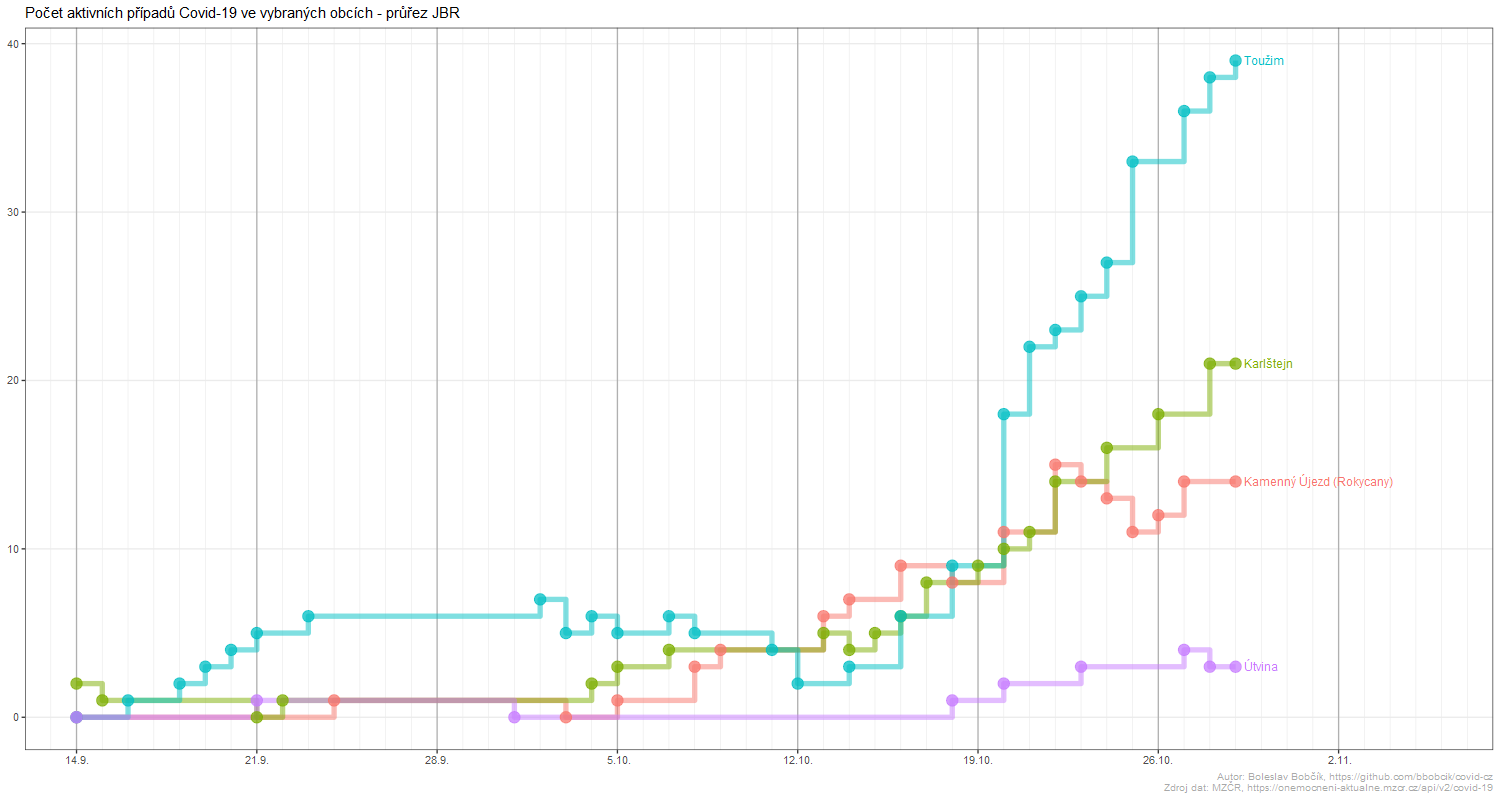 Počet aktivních případů Covid-19 ve vybraných obcích - průřez JBR
40
Toužim
30
Karlštejn
20
Kamenný Újezd (Rokycany)
10
Útvina
0
14.9.
21.9.
28.9.
5.10.
12.10.
19.10.
26.10.
2.11.
Autor: Boleslav Bobčík, https://github.com/bbobcik/covid-cz
Zdroj dat: MZČR, https://onemocneni-aktualne.mzcr.cz/api/v2/covid-19